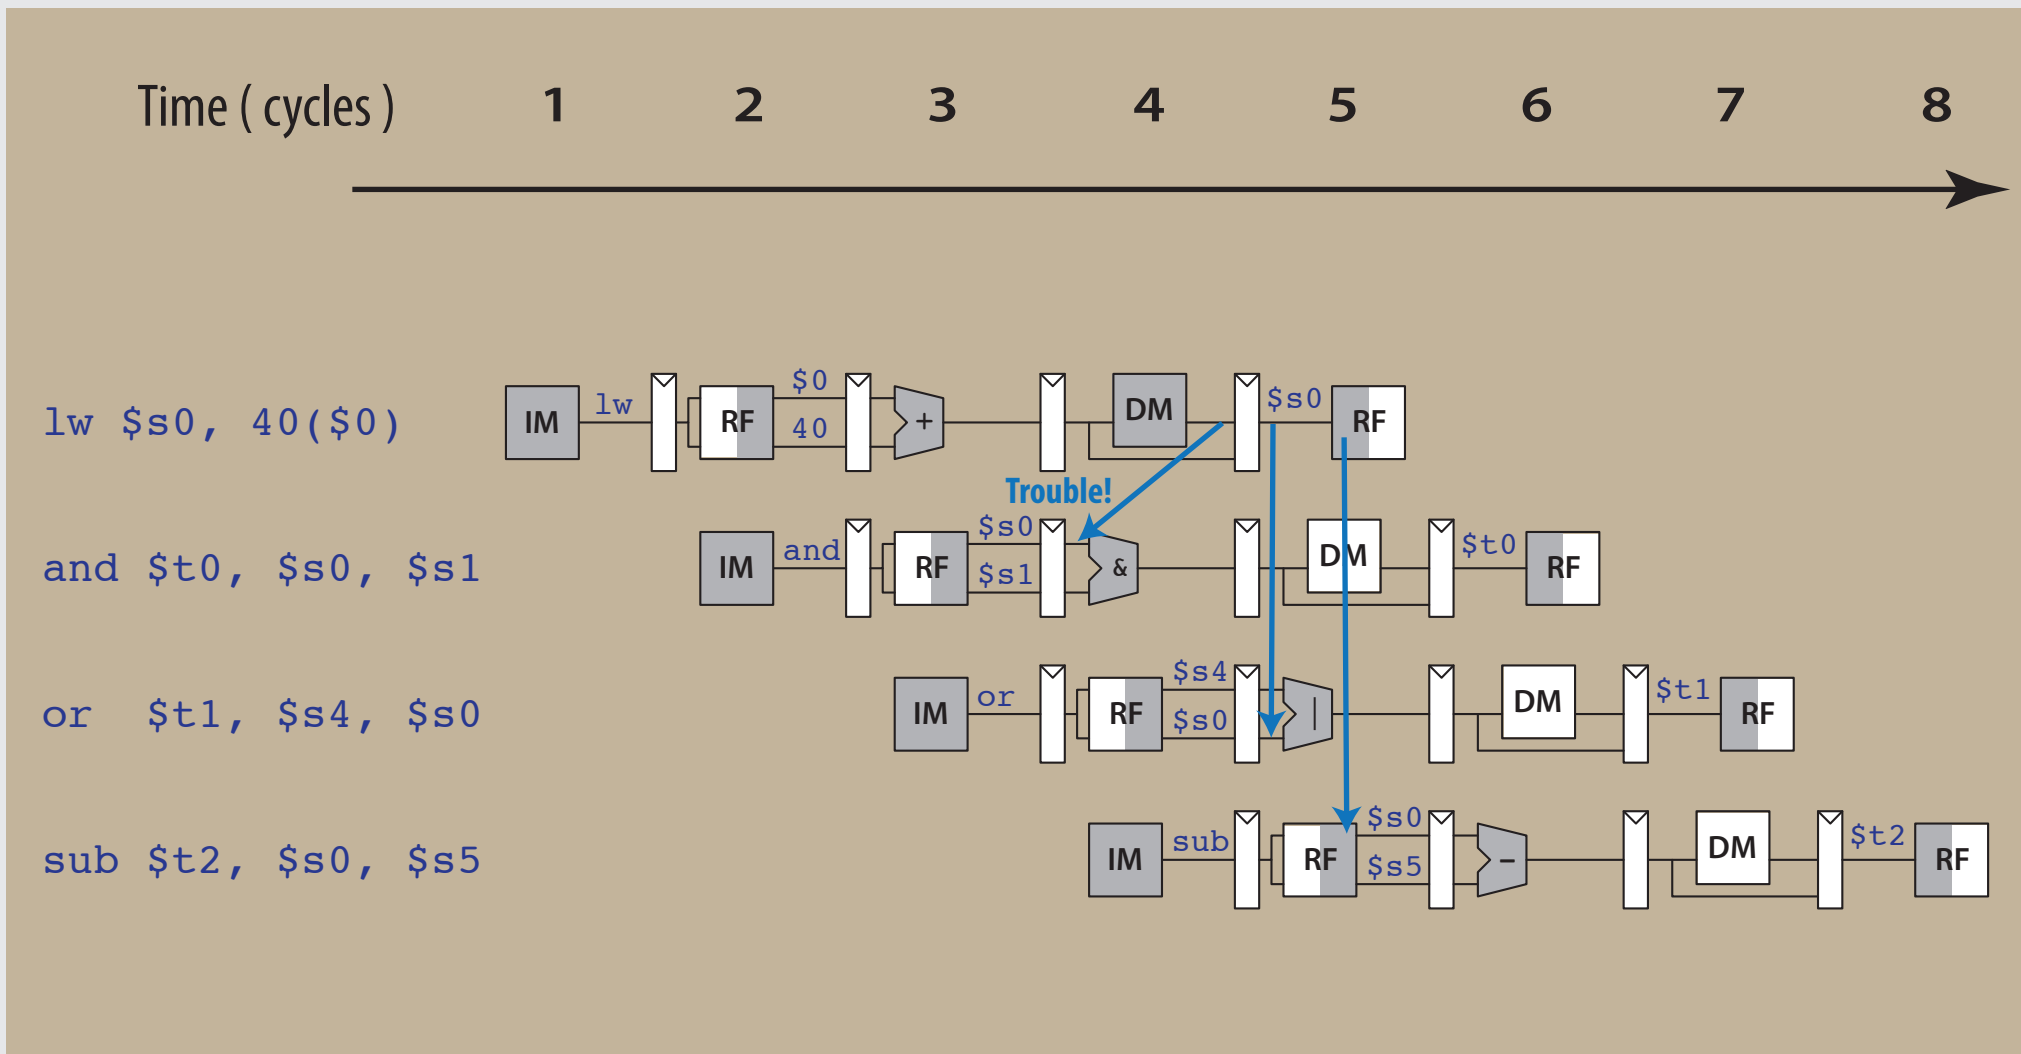 Time ( cycles ) 1 2 3 4 5 6 7 8
lw $s0, 40($0) IM lw RF $0 40 + DM $s0 RF
Trouble!
and $t0, $s0, $s1 IM and RF $s0 $s1 & DM $t0 RF
or $t1, $s4, $s0 IM or RF $s4 $s0 | DM $t1 RF
sub $t2, $s0, $s5 IM sub RF $s0 $s5 - DM $t2 RF